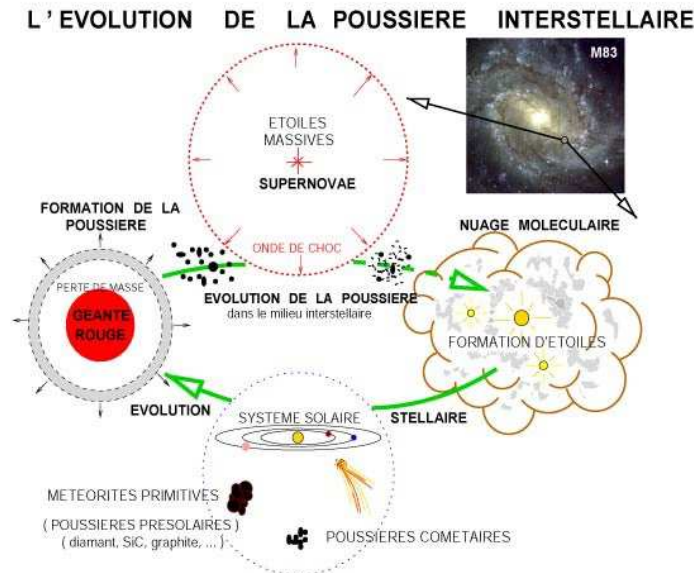 L'EVOLUTION DE LA POUSSIERE INTERSTELLAIRE
M83
ETOILES
MASSIVES
SUPERNOVAE
FORMATION DE LA
POUSSIERE
NUAGE MOLECULAIRE
ONDE DE CHOC
PERTE DE MASSE
GEANTE
ROUGE
EVOLUTION DE LA POUSSIERE
dans le milieu interstellaire
FORMATION D'ETOILES
EVOLUTION
STELLAIRE
SYSTEME SOLAIRE
METEORITES PRIMITIVES
( POUSSIERES PRESOLAIRES )
( diamant, SiC, graphite, ... )
POUSSIERES COMETAIRES